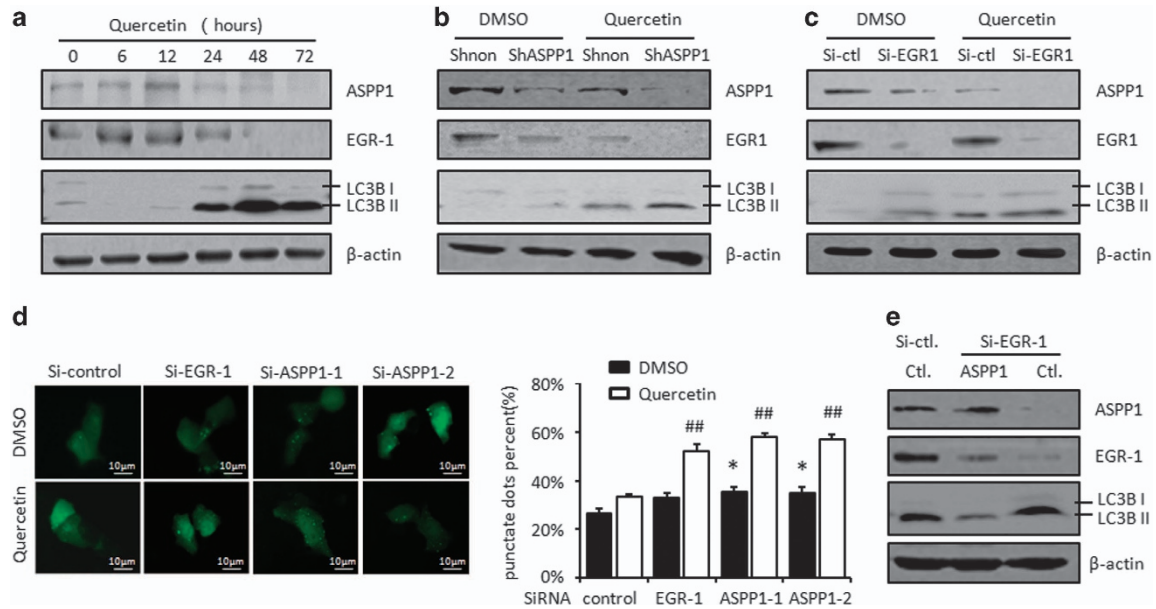 a
Quercetin ( hours)
0 6 12 24 48 72
ASPP1
EGR-1
LC3B I
LC3B II
β-actin
b
DMSO Quercetin
Shnon ShASPP1 Shnon ShASPP1
ASPP1
EGR1
LC3B I
LC3B II
β-actin
c
DMSO Quercetin
Si-ctl Si-EGR1 Si-ctl Si-EGR1
ASPP1
EGR1
LC3B I
LC3B II
β-actin
d
Si-control Si-EGR-1 Si-ASPP1-1 Si-ASPP1-2
DMSO
10μm 10μm 10μm 10μm
Quercetin
10μm 10μm 10μm 10μm
DMSO
Quercetin
punctate dots percent(%)
80%
60%
40%
20%
0%
## ## ##
* *
SiRNA control EGR-1 ASPP1-1 ASPP1-2
e
Si-ctl. Si-EGR-1
Ctl. ASPP1 Ctl.
ASPP1
EGR-1
LC3B I
LC3B II
β-actin